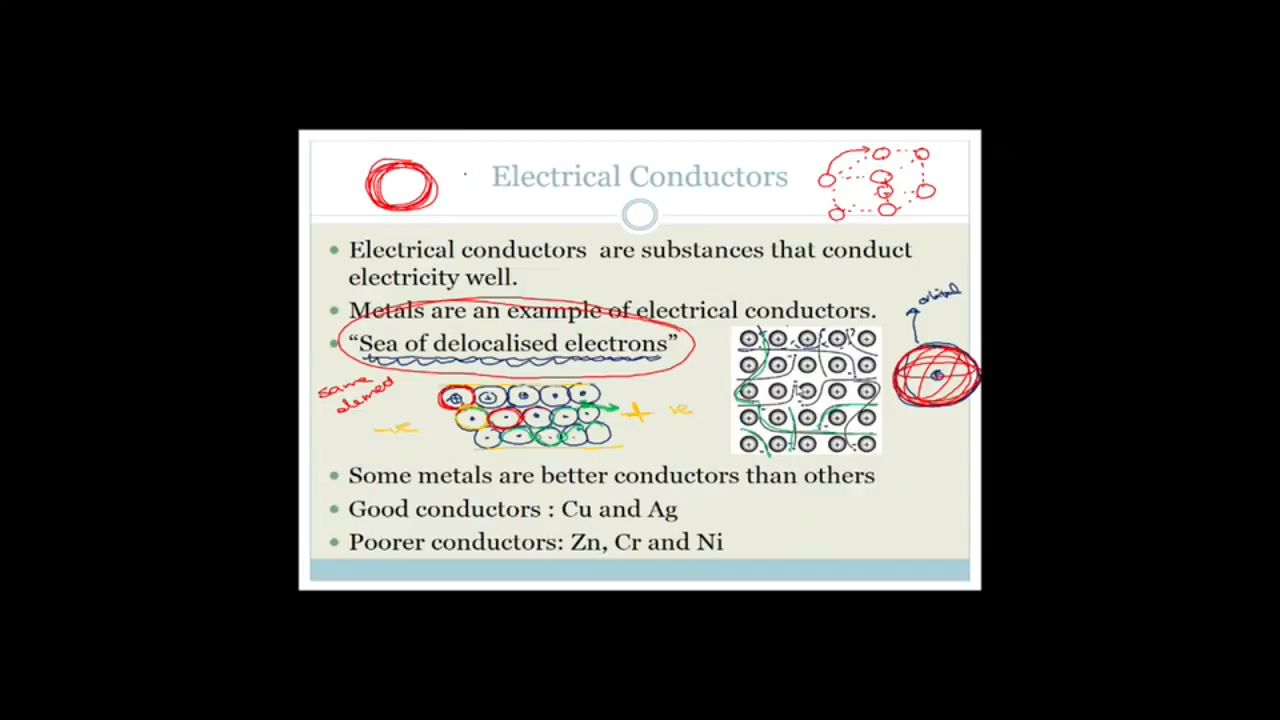 Electrical Conductors
Electrical conductors are substances that conduct
electricity well.
orbital
Metals are an example of electrical conductors.
“Sea of delocalised electrons”
same
element
+ ve
-ve
Some metals are better conductors than others
Good conductors : Cu and Ag
Poorer conductors: Zn, Cr and Ni